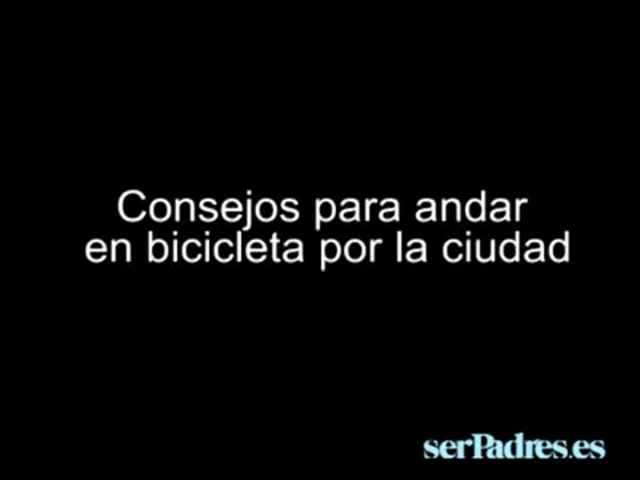 Consejos para andar
en bicicleta por la ciudad
serPadres.es